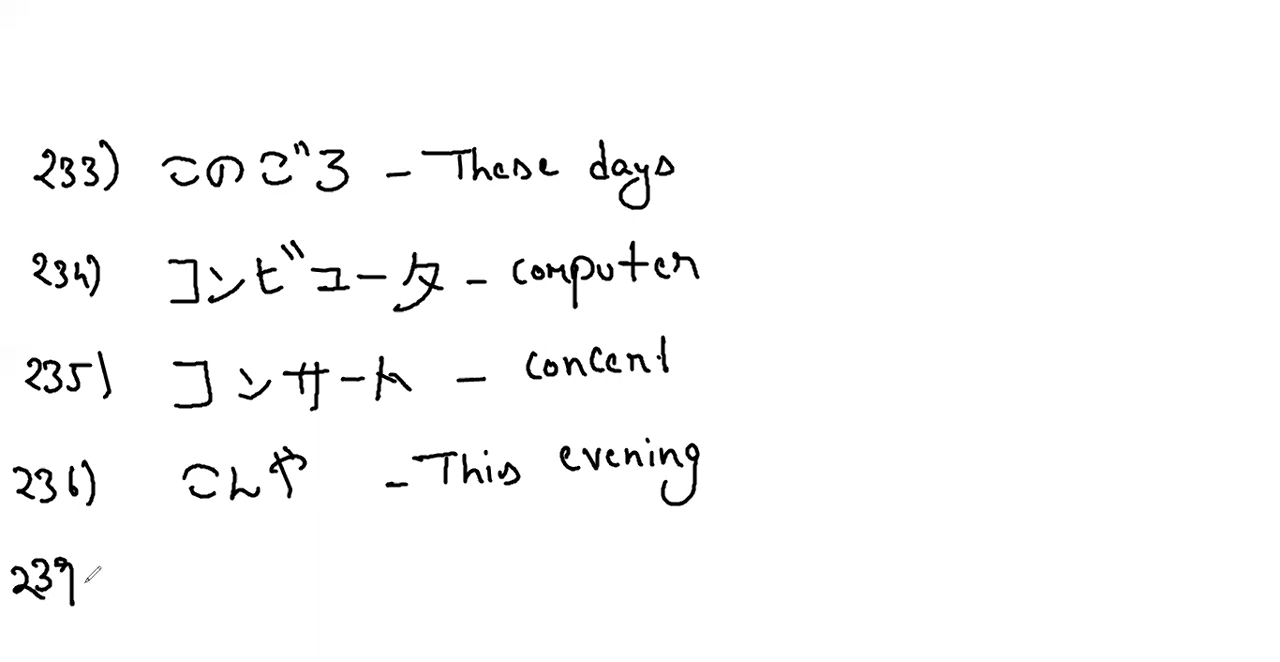 233) このごろ - These days
234) コンビュータ - computer
235) コンサート - concert
236) こんや - This evening
237